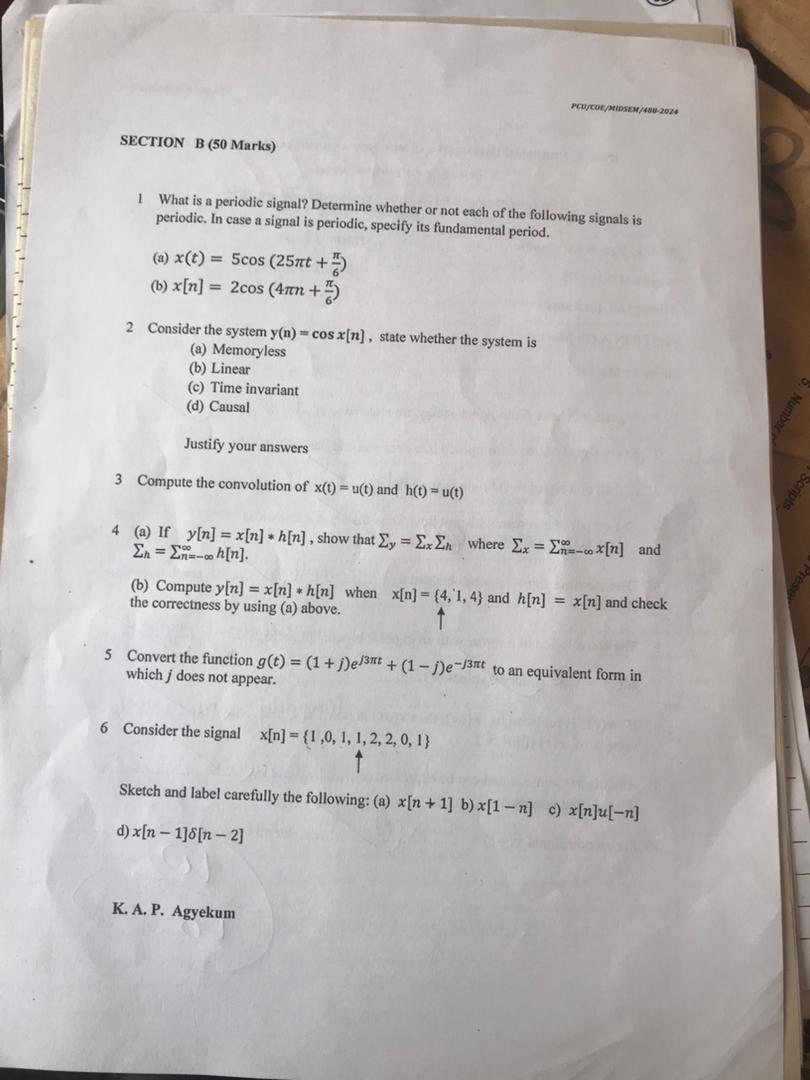 PCU/COE/MIDSEM/488-2024
SECTION B (50 Marks)
1 What is a periodic signal? Determine whether or not each of the following signals is
periodic. In case a signal is periodic, specify its fundamental period.
(a) x(t) = 5cos (25πt + π/6)
(b) x[n] = 2cos (4πn + π/6)
2 Consider the system y(n) = cos x[n] , state whether the system is
(a) Memoryless
(b) Linear
(c) Time invariant
(d) Causal
Justify your answers
3 Compute the convolution of x(t) = u(t) and h(t) = u(t)
4 (a) If y[n] = x[n] * h[n] , show that Σy = ΣxΣh where Σx = Σ∞n=-∞ x[n] and
Σh = Σ∞n=-∞ h[n].
(b) Compute y[n] = x[n] * h[n] when x[n] = {4, 1, 4} and h[n] = x[n] and check
the correctness by using (a) above. ↑
5 Convert the function g(t) = (1 + j)e^j3πt + (1 − j)e^−j3πt to an equivalent form in
which j does not appear.
6 Consider the signal x[n] = {1 ,0, 1, 1, 2, 2, 0, 1}
↑
Sketch and label carefully the following: (a) x[n + 1] b) x[1 − n] c) x[n]u[−n]
d) x[n − 1]δ[n − 2]
K. A. P. Agyekum
5. Number
Scripts